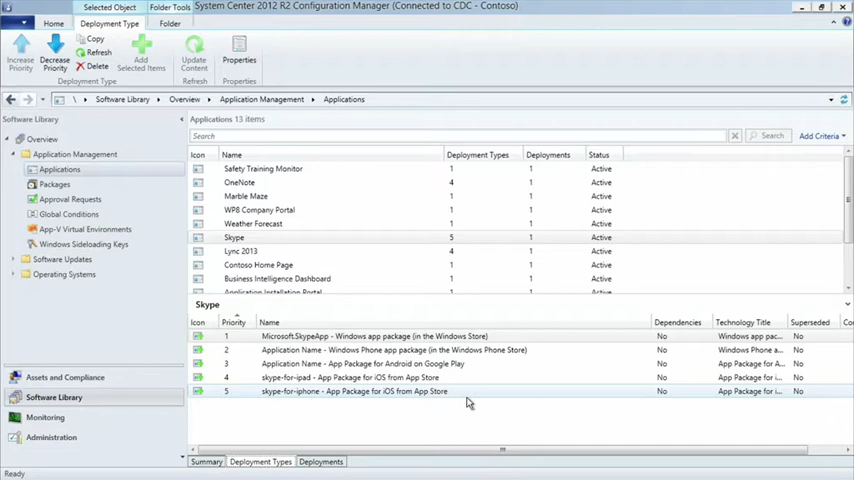 Selected Object Folder Tools System Center 2012 R2 Configuration Manager (Connected to CDC - Contoso)
Home Deployment Type Folder
Increase Priority
Decrease Priority
Copy
Refresh
Delete
Add Selected Items
Update Content
Properties
Deployment Type Refresh Properties
\ Software Library Overview Application Management Applications
Software Library
Overview
Application Management
Applications
Packages
Approval Requests
Global Conditions
App-V Virtual Environments
Windows Sideloading Keys
Software Updates
Operating Systems
Assets and Compliance
Software Library
Monitoring
Administration
Applications 13 items
Search Search Add Criteria
Icon Name Deployment Types Deployments Status
Safety Training Monitor 1 1 Active
OneNote 4 1 Active
Marble Maze 1 1 Active
WP8 Company Portal 1 1 Active
Weather Forecast 1 1 Active
Skype 5 1 Active
Lync 2013 4 1 Active
Contoso Home Page 1 1 Active
Business Intelligence Dashboard 1 1 Active
Application Installation Portal 1 1 Active
Skype
Icon Priority Name Dependencies Technology Title Superseded Co
1 Microsoft.SkypeApp - Windows app package (in the Windows Store) No Windows app pac... No
2 Application Name - Windows Phone app package (in the Windows Phone Store) No Windows Phone a... No
3 Application Name - App Package for Android on Google Play No App Package for A... No
4 skype-for-ipad - App Package for iOS from App Store No App Package for i... No
5 skype-for-iphone - App Package for iOS from App Store No App Package for i... No
Summary Deployment Types Deployments
Ready